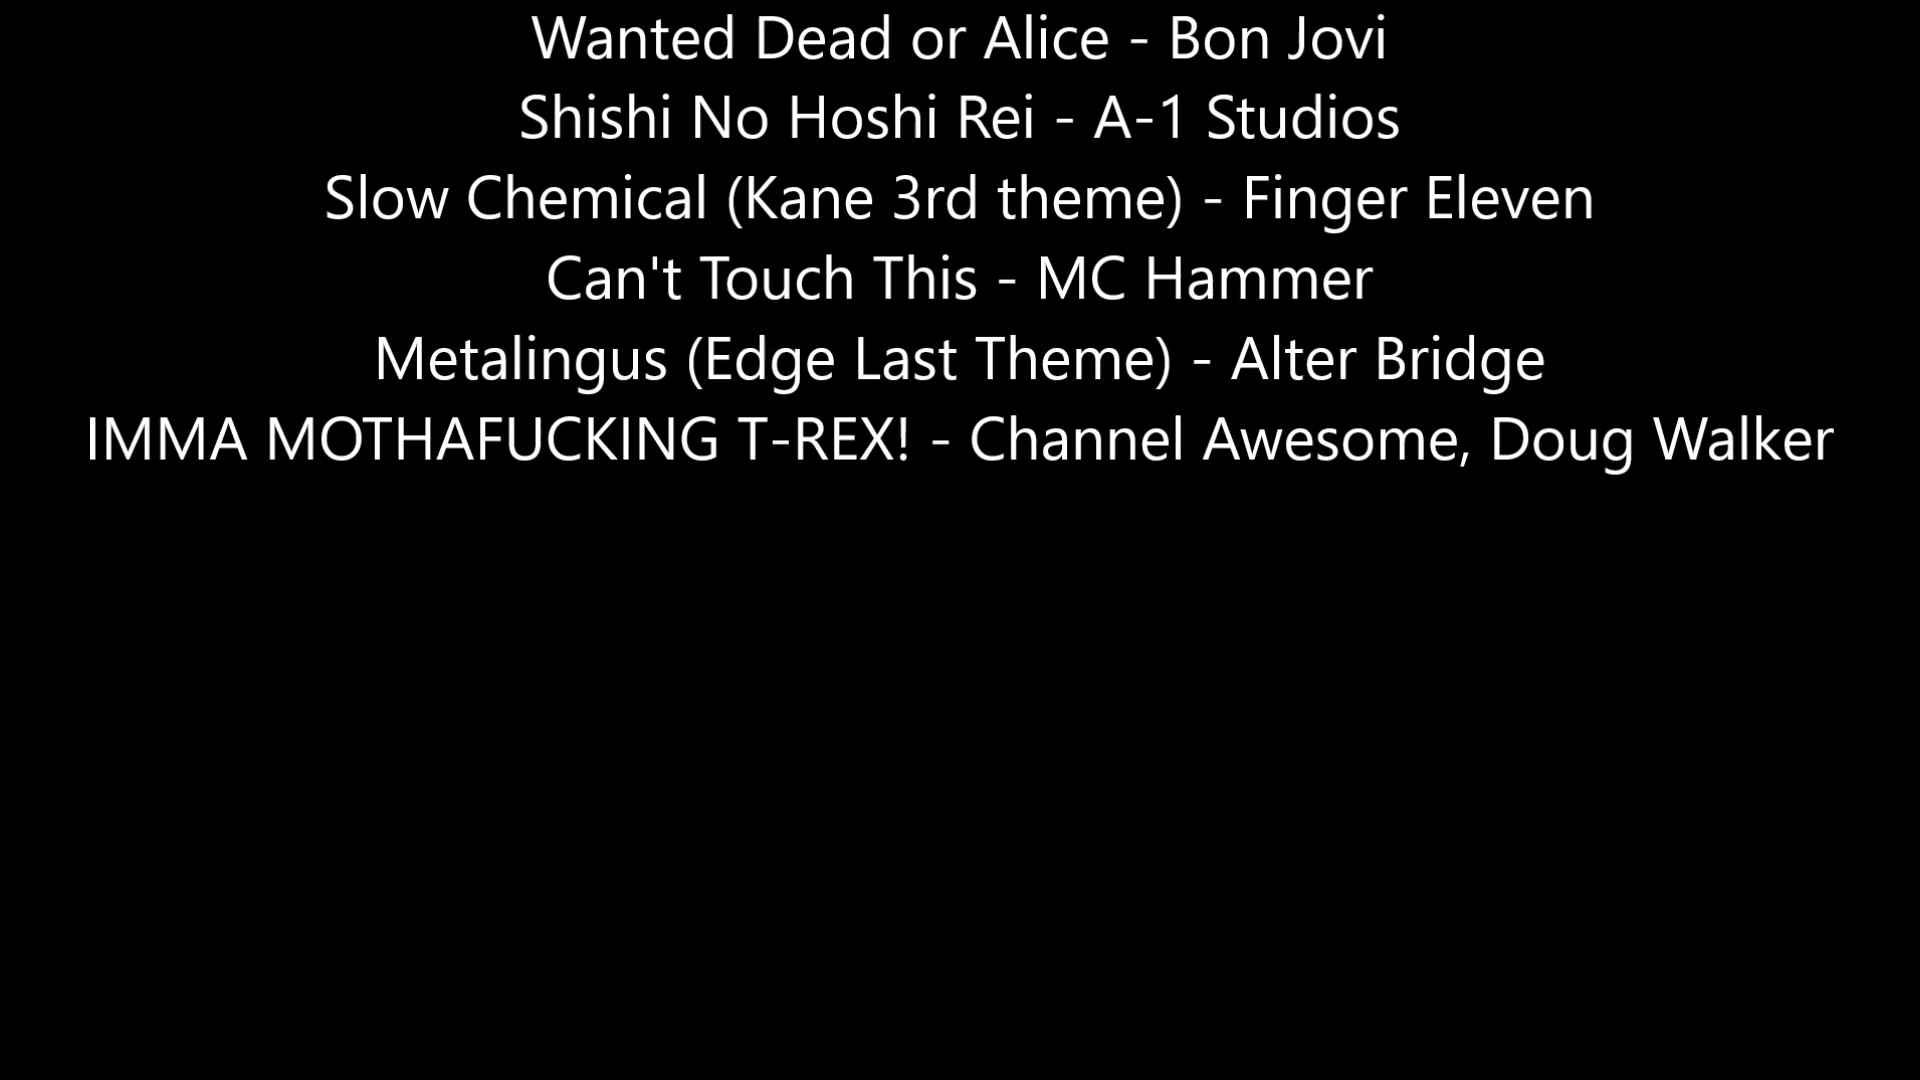 Wanted Dead or Alice - Bon Jovi
Shishi No Hoshi Rei - A-1 Studios
Slow Chemical (Kane 3rd theme) - Finger Eleven
Can't Touch This - MC Hammer
Metalingus (Edge Last Theme) - Alter Bridge
IMMA MOTHAFUCKING T-REX! - Channel Awesome, Doug Walker